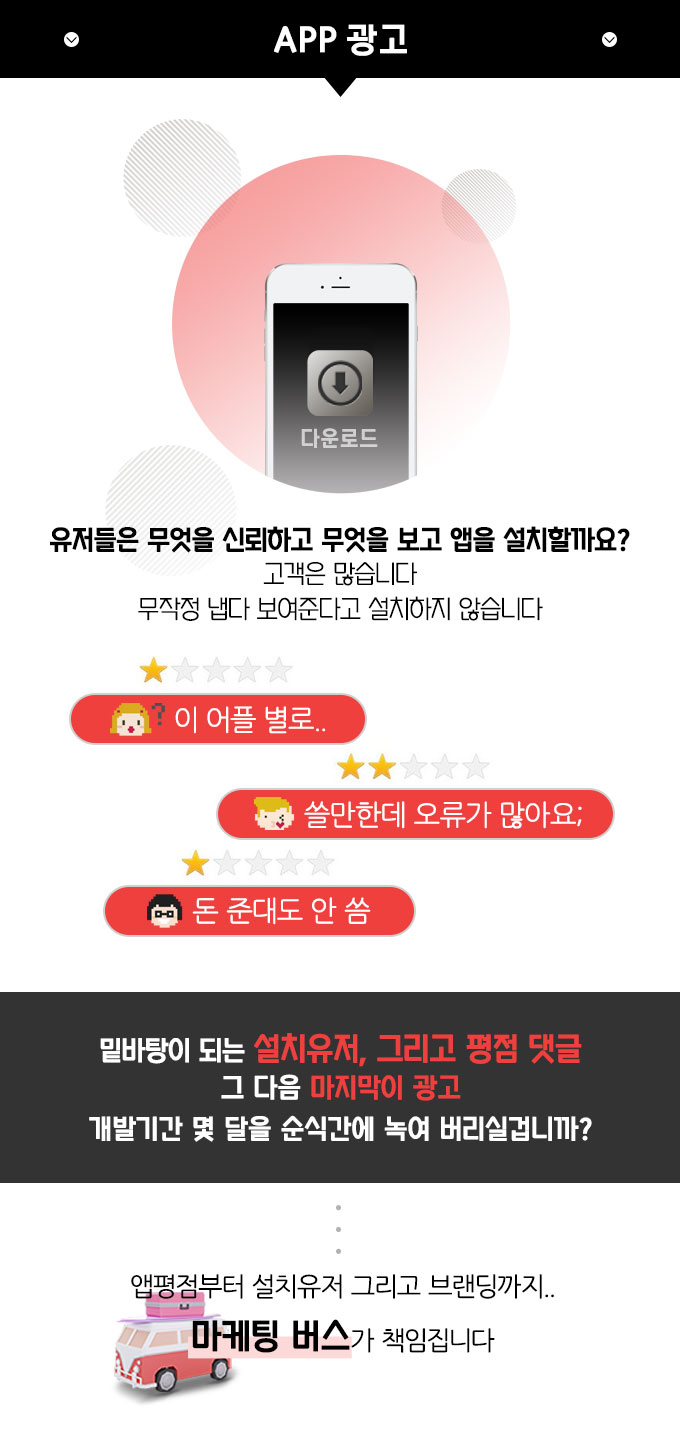 APP 광고
다운로드
유저들은 무엇을 신뢰하고 무엇을 보고 앱을 설치할까요?
고객은 많습니다
무작정 냅다 보여준다고 설치하지 않습니다
? 이 어플 별로..
쓸만한데 오류가 많아요;
돈 준대도 안 씀
밑바탕이 되는 설치유저, 그리고 평점 댓글
그 다음 마지막이 광고
개발기간 몇 달을 순식간에 녹여 버리실겁니까?
앱평점부터 설치유저 그리고 브랜딩까지..
마케팅 버스가 책임집니다